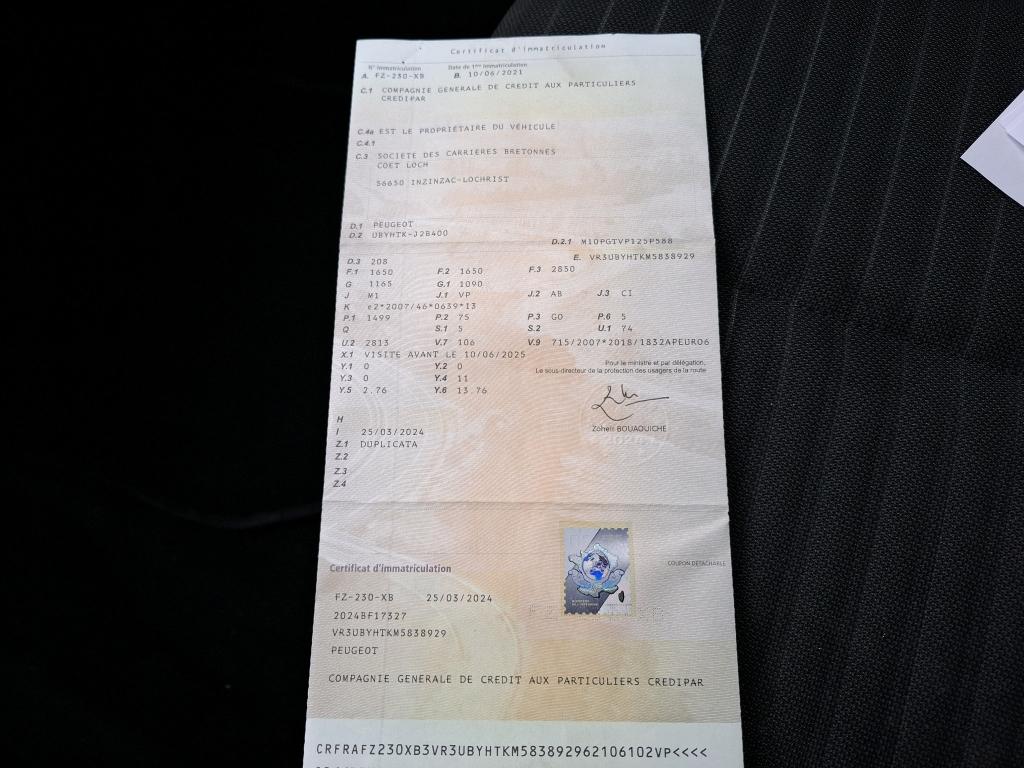 Certificat d'immatriculation
N° Immatriculation Date de 1ère immatriculation
A. FZ-230-XB B. 10/06/2021
C.1 COMPAGNIE GENERALE DE CREDIT AUX PARTICULIERS
CREDIPAR
C.4a EST LE PROPRIÉTAIRE DU VÉHICULE
C.4.1
C.3 SOCIETE DES CARRIERES BRETONNES
COET LOCH
56650 INZINZAC-LOCHRIST
D.1 PEUGEOT
D.2 UBYHTK-J2B400 D.2.1 M10PGTVP125P588
D.3 208 E. VR3UBYHTKM5838929
F.1 1650 F.2 1650 F.3 2850
G 1165 G.1 1090
J M1 J.1 VP J.2 AB J.3 CI
K e2*2007/46*0639*13
P.1 1499 P.2 75 P.3 GO P.6 5
Q S.1 5 S.2 U.1 74
U.2 2813 V.7 106 V.9 715/2007*2018/1832APEURO6
X.1 VISITE AVANT LE 10/06/2025
Pour le ministre et par délégation,
Le sous-directeur de la protection des usagers de la route
Y.1 0 Y.2 0
Y.3 0 Y.4 11
Y.5 2.76 Y.6 13.76
H
I 25/03/2024
Zoheir BOUAOUICHE
Z.1 DUPLICATA
Z.2
Z.3
Z.4
COUPON DÉTACHABLE
Certificat d'immatriculation
FZ-230-XB 25/03/2024
2024BF17327
VR3UBYHTKM5838929
PEUGEOT
COMPAGNIE GENERALE DE CREDIT AUX PARTICULIERS CREDIPAR
CRFRAFZ230XB3VR3UBYHTKM583892962106102VP<<<<